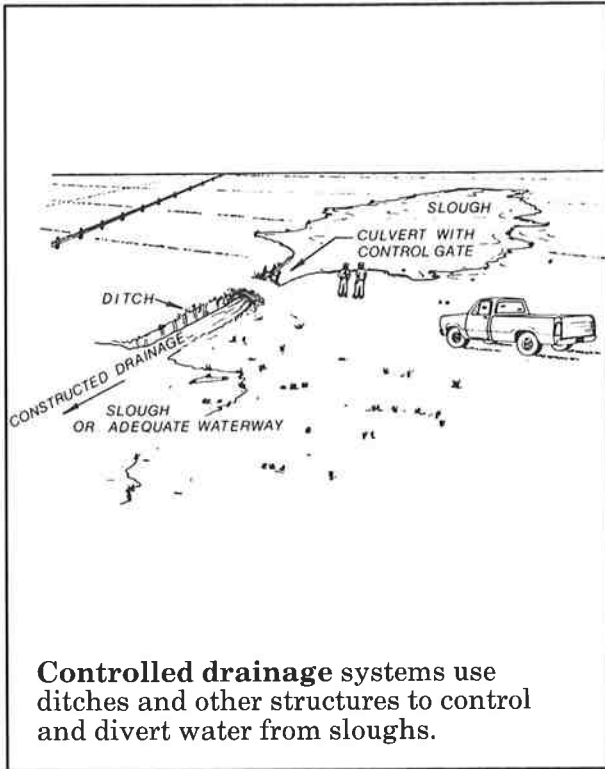 SLOUGH
CULVERT WITH
CONTROL GATE
DITCH
CONSTRUCTED DRAINAGE
SLOUGH
OR ADEQUATE WATERWAY
Controlled drainage systems use
ditches and other structures to control
and divert water from sloughs.